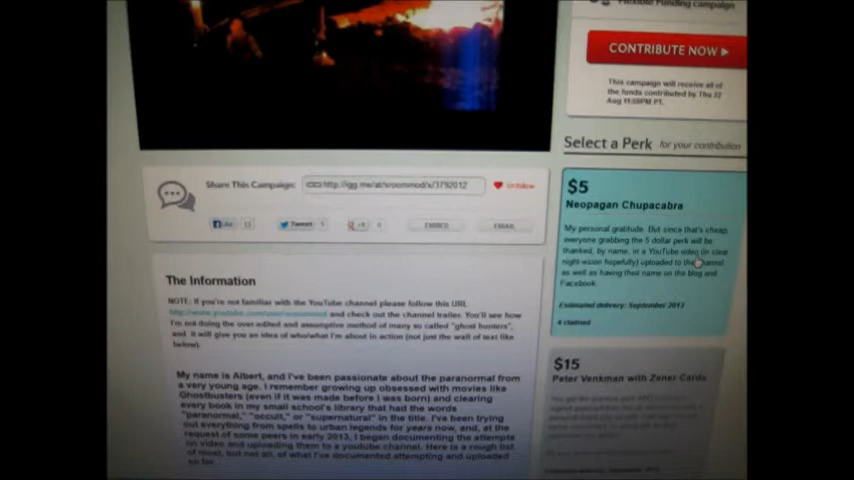 Flexible Funding campaign
CONTRIBUTE NOW
This campaign will receive all of
the funds contributed by Thu 22
Aug 11:59PM PT.
Select a Perk for your contribution
Share This Campaign:
Unfollow
Like
Tweet
EMBED
EMAIL
$5
Neopagan Chupacabra
My personal gratitude. But since that's cheap,
everyone grabbing the 5 dollar perk will be
thanked, by name, in a YouTube video (in clear
night-vision hopefully) uploaded to the channel
as well as having their name on the blog and
Facebook.
Estimated delivery: September 2013
4 claimed
The Information
NOTE: If you're not familiar with the YouTube channel please follow this URL
and check out the channel trailer. You'll see how
I'm not doing the over edited and assumptive method of many so called "ghost hunters",
and it will give you an idea of who/what I'm about in action (not just the wall of text like
below).
My name is Albert, and I've been passionate about the paranormal from
a very young age. I remember growing up obsessed with movies like
Ghostbusters (even if it was made before I was born) and clearing
every book in my small school's library that had the words
"paranormal," "occult," or "supernatural" in the title. I've been trying
out everything from spells to urban legends for years now, and, at the
request of some peers in early 2013, I began documenting the attempts
on video and uploading them to a youtube channel. Here is a rough list
of most, but not all, of what I've documented attempting and uploaded
so far.
$15
Peter Venkman with Zener Cards